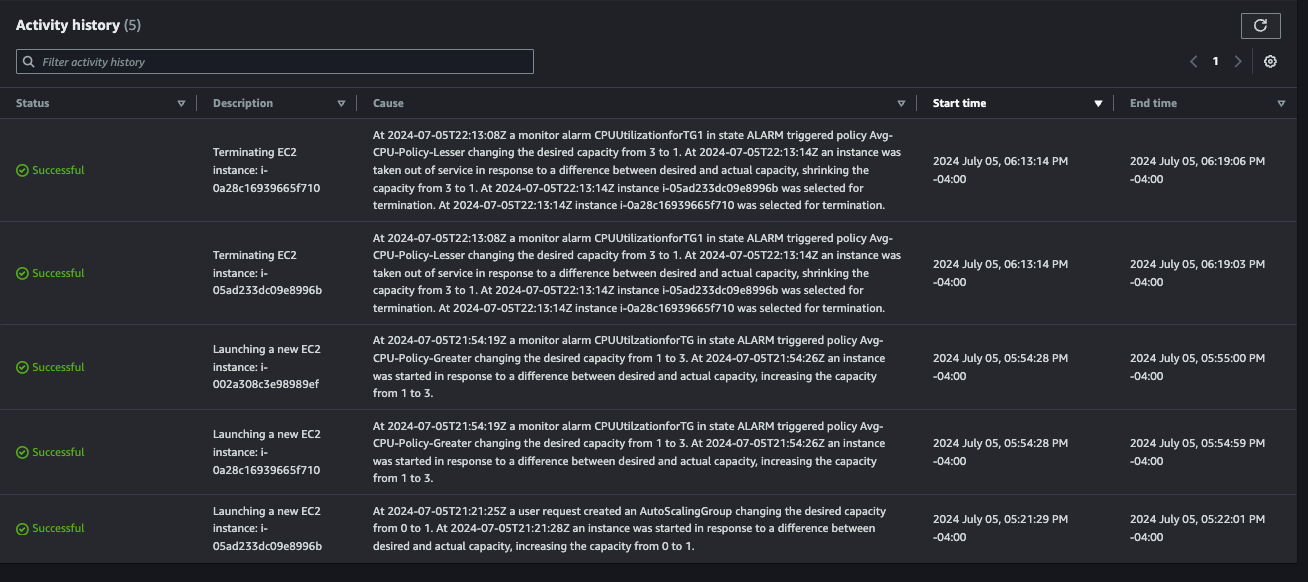 Activity history (5)
Filter activity history
1
Status Description Cause Start time End time
Successful
Terminating EC2
instance: i-
0a28c16939665f710
At 2024-07-05T22:13:08Z a monitor alarm CPUUtilizationforTG1 in state ALARM triggered policy Avg-
CPU-Policy-Lesser changing the desired capacity from 3 to 1. At 2024-07-05T22:13:14Z an instance was
taken out of service in response to a difference between desired and actual capacity, shrinking the
capacity from 3 to 1. At 2024-07-05T22:13:14Z instance i-05ad233dc09e8996b was selected for
termination. At 2024-07-05T22:13:14Z instance i-0a28c16939665f710 was selected for termination.
2024 July 05, 06:13:14 PM
-04:00
2024 July 05, 06:19:06 PM
-04:00
Successful
Terminating EC2
instance: i-
05ad233dc09e8996b
At 2024-07-05T22:13:08Z a monitor alarm CPUUtilizationforTG1 in state ALARM triggered policy Avg-
CPU-Policy-Lesser changing the desired capacity from 3 to 1. At 2024-07-05T22:13:14Z an instance was
taken out of service in response to a difference between desired and actual capacity, shrinking the
capacity from 3 to 1. At 2024-07-05T22:13:14Z instance i-05ad233dc09e8996b was selected for
termination. At 2024-07-05T22:13:14Z instance i-0a28c16939665f710 was selected for termination.
2024 July 05, 06:13:14 PM
-04:00
2024 July 05, 06:19:03 PM
-04:00
Successful
Launching a new EC2
instance: i-
002a308c3e98989ef
At 2024-07-05T21:54:19Z a monitor alarm CPUUtilzationforTG in state ALARM triggered policy Avg-
CPU-Policy-Greater changing the desired capacity from 1 to 3. At 2024-07-05T21:54:26Z an instance
was started in response to a difference between desired and actual capacity, increasing the capacity
from 1 to 3.
2024 July 05, 05:54:28 PM
-04:00
2024 July 05, 05:55:00 PM
-04:00
Successful
Launching a new EC2
instance: i-
0a28c16939665f710
At 2024-07-05T21:54:19Z a monitor alarm CPUUtilzationforTG in state ALARM triggered policy Avg-
CPU-Policy-Greater changing the desired capacity from 1 to 3. At 2024-07-05T21:54:26Z an instance
was started in response to a difference between desired and actual capacity, increasing the capacity
from 1 to 3.
2024 July 05, 05:54:28 PM
-04:00
2024 July 05, 05:54:59 PM
-04:00
Successful
Launching a new EC2
instance: i-
05ad233dc09e8996b
At 2024-07-05T21:21:25Z a user request created an AutoScalingGroup changing the desired capacity
from 0 to 1. At 2024-07-05T21:21:28Z an instance was started in response to a difference between
desired and actual capacity, increasing the capacity from 0 to 1.
2024 July 05, 05:21:29 PM
-04:00
2024 July 05, 05:22:01 PM
-04:00